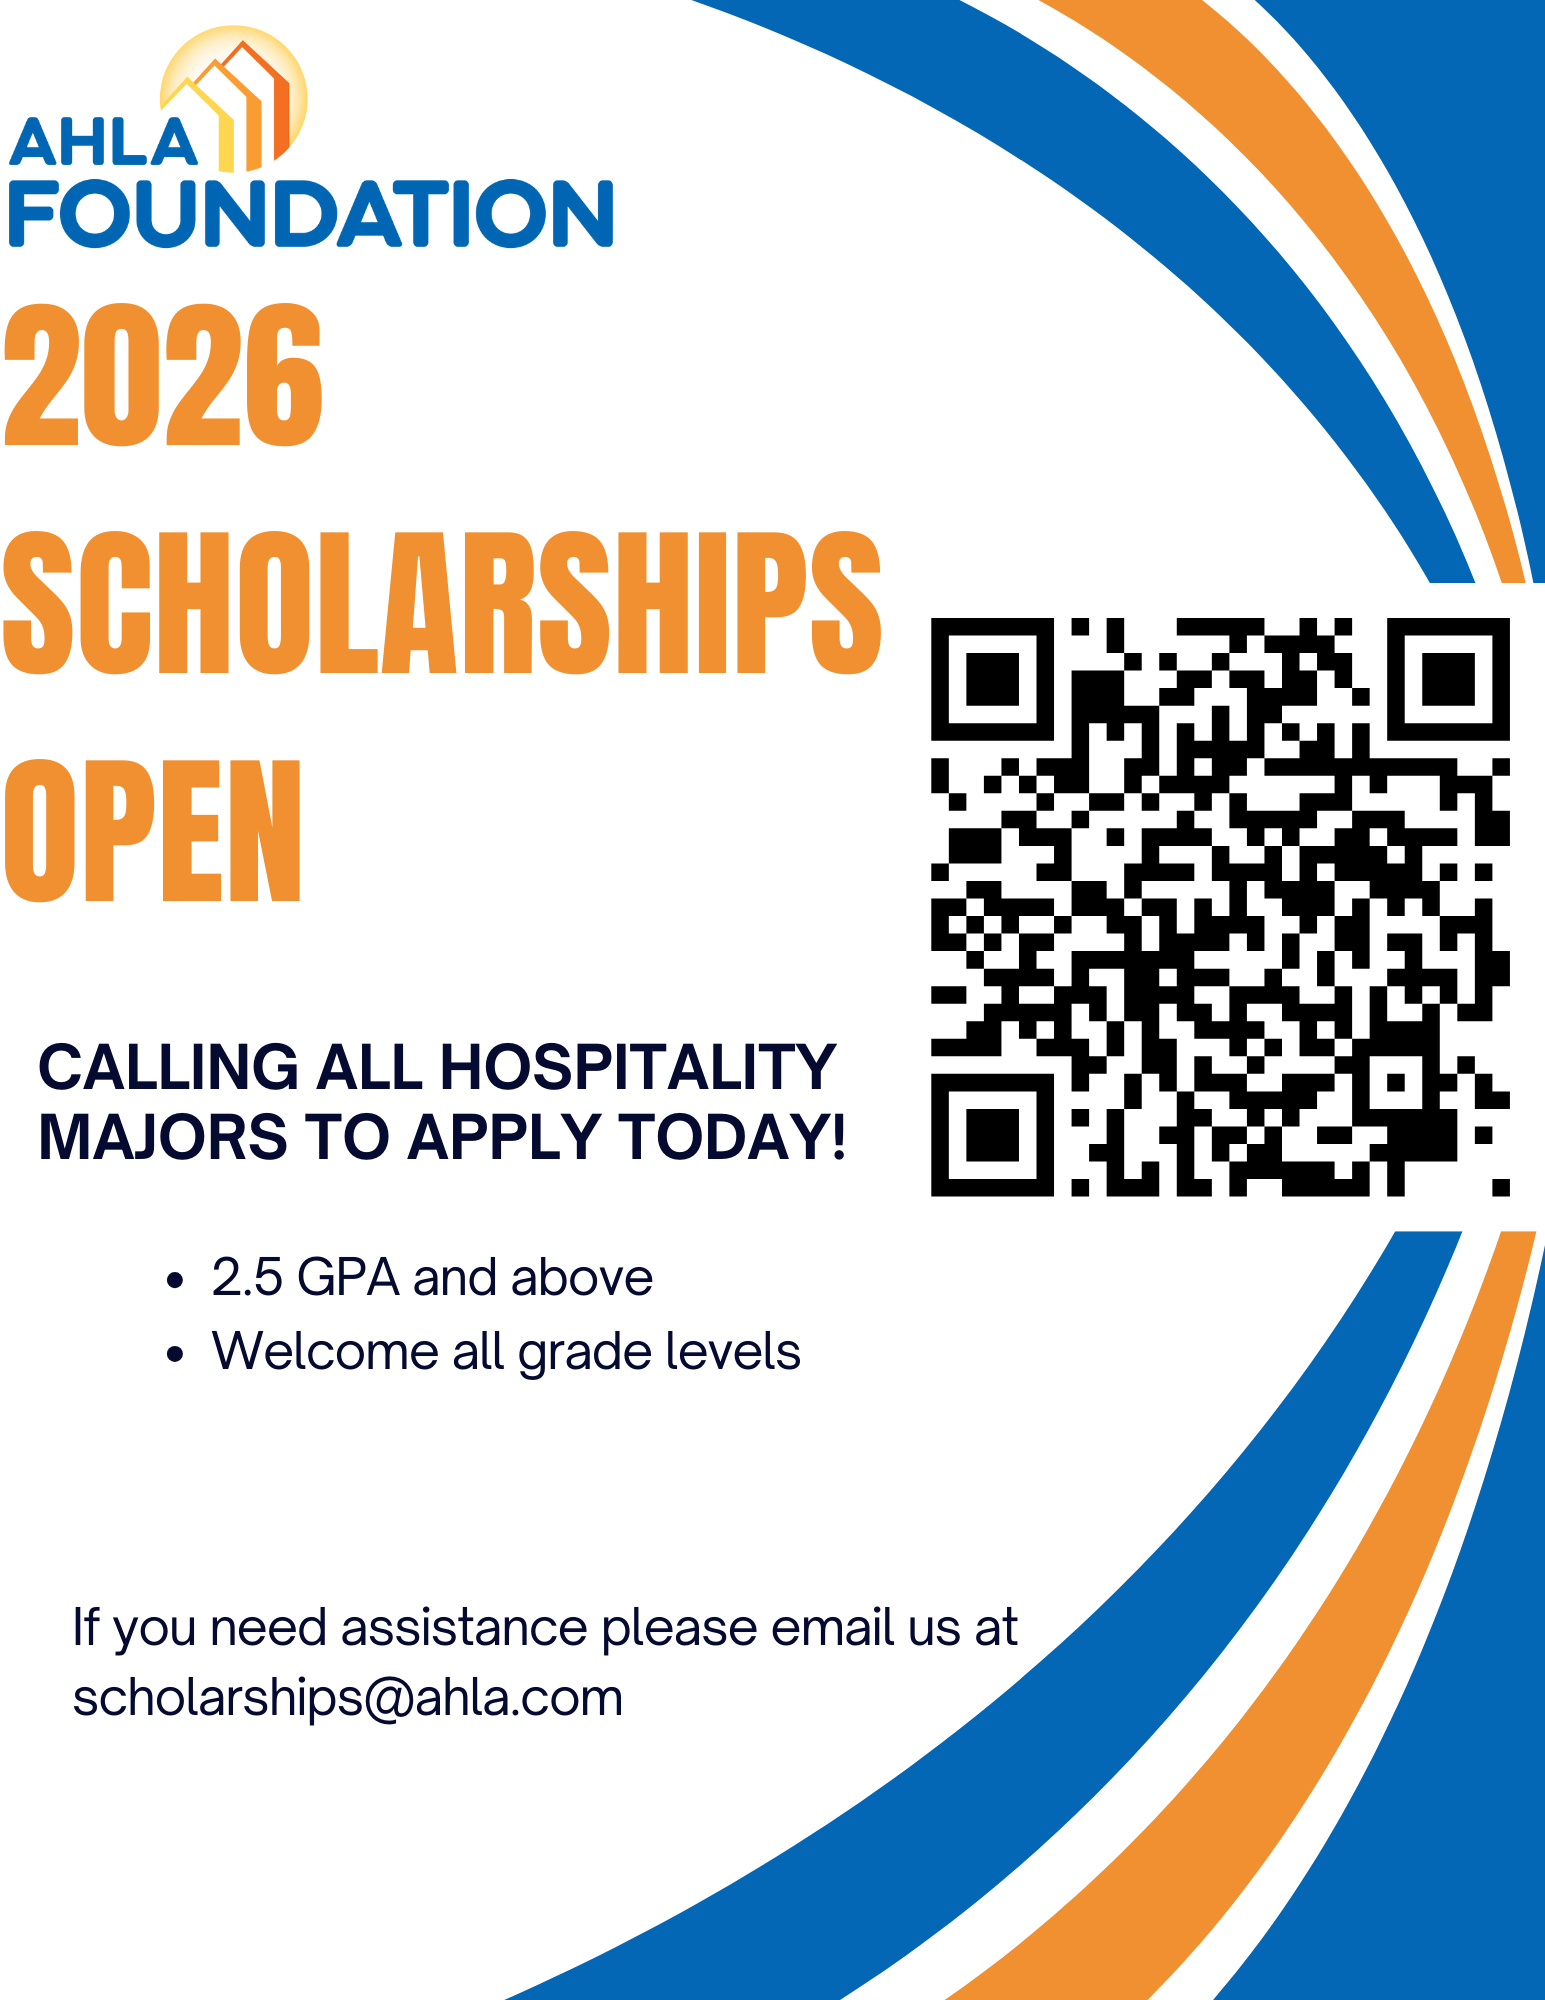 AHLA
FOUNDATION
2026
SCHOLARSHIPS
OPEN
CALLING ALL HOSPITALITY
MAJORS TO APPLY TODAY!
• 2.5 GPA and above
• Welcome all grade levels
If you need assistance please email us at
scholarships@ahla.com